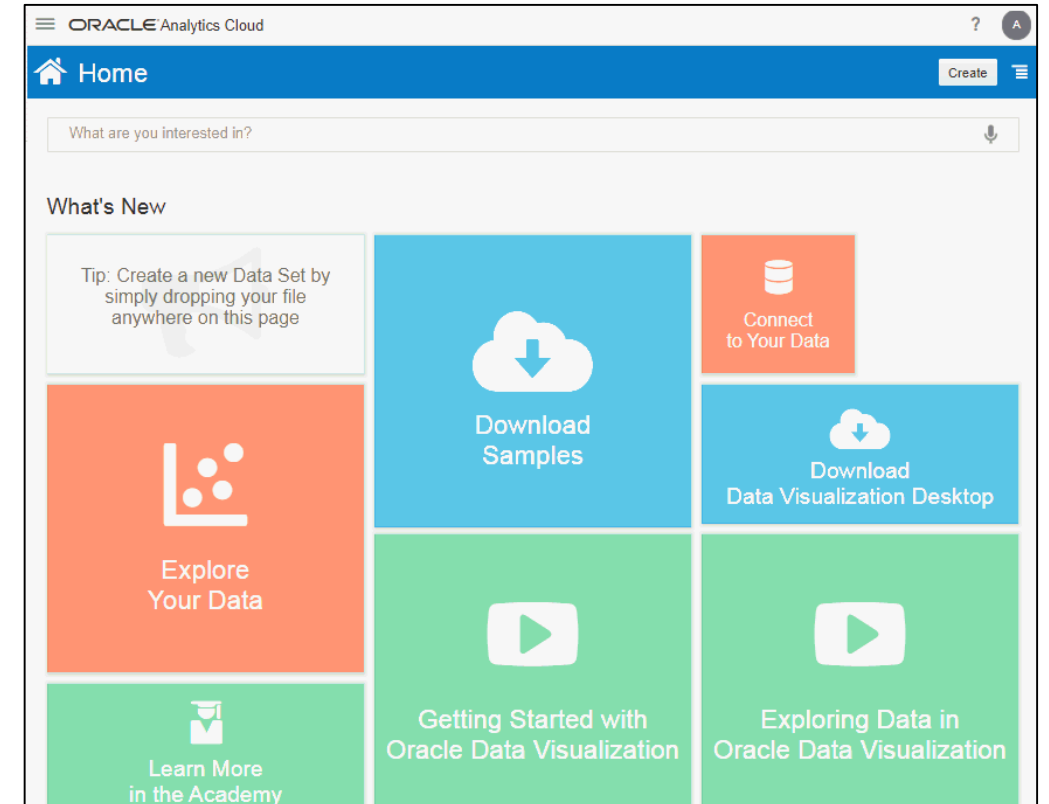 ORACLE Analytics Cloud
?
A
Home
Create
What are you interested in?
What's New
Tip: Create a new Data Set by
simply dropping your file
anywhere on this page
Download
Samples
Connect
to Your Data
Explore
Your Data
Download
Data Visualization Desktop
Learn More
in the Academy
Getting Started with
Oracle Data Visualization
Exploring Data in
Oracle Data Visualization